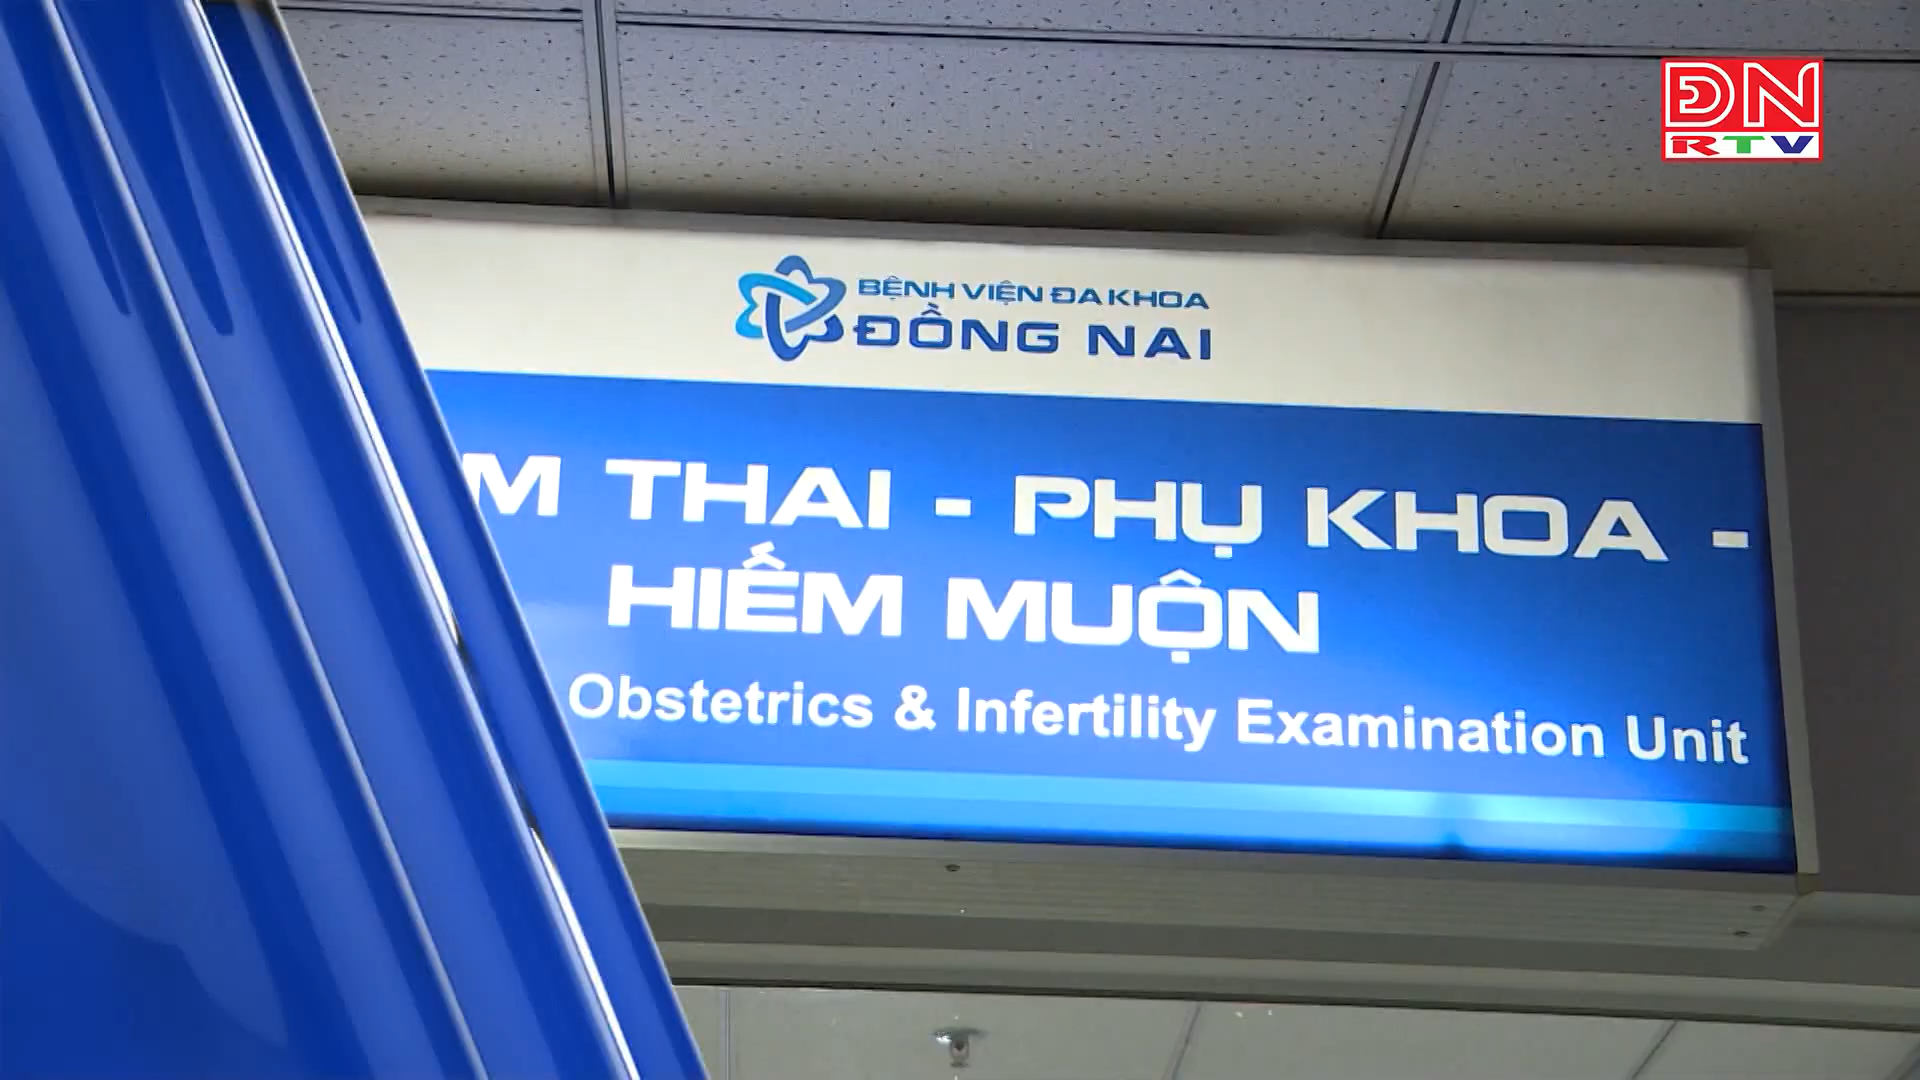 ĐN
RTV
BỆNH VIỆN ĐA KHOA
ĐỒNG NAI
THAI - PHỤ KHOA -
HIẾM MUỘN
Obstetrics & Infertility Examination Unit